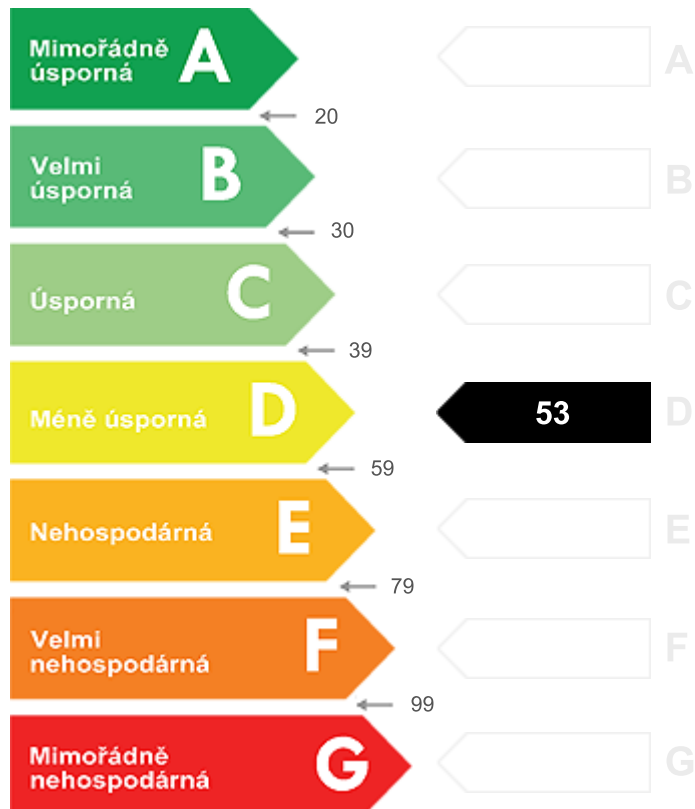 Mimořádně
úsporná
A
A
20
Velmi
úsporná
B
B
30
Úsporná
C
C
39
Méně úsporná
D
53
D
59
Nehospodárná
E
E
79
Velmi
nehospodárná
F
F
99
Mimořádně
nehospodárná
G
G